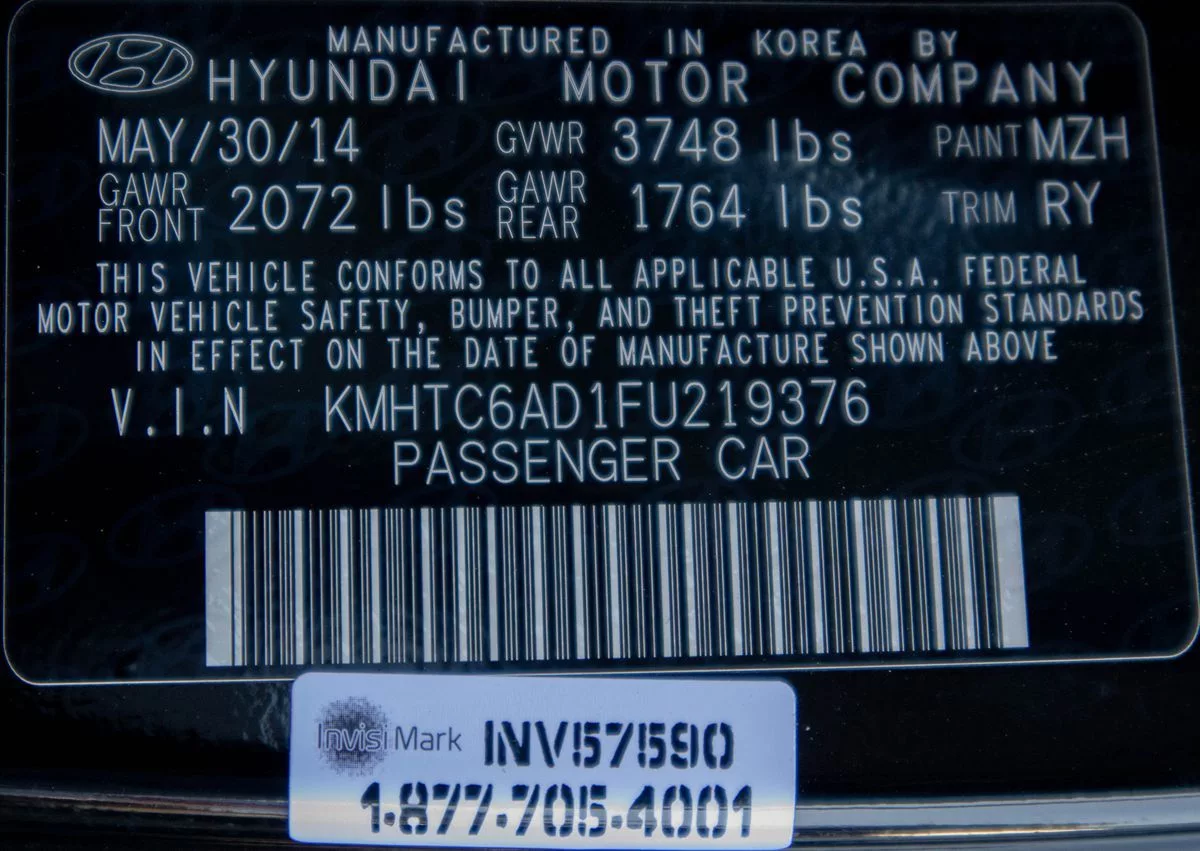 MANUFACTURED IN KOREA BY
HYUNDAI MOTOR COMPANY
MAY/30/14 GVWR 3748 lbs PAINT MZH
GAWR FRONT 2072 lbs GAWR REAR 1764 lbs TRIM RY
THIS VEHICLE CONFORMS TO ALL APPLICABLE U.S.A. FEDERAL
MOTOR VEHICLE SAFETY, BUMPER, AND THEFT PREVENTION STANDARDS
IN EFFECT ON THE DATE OF MANUFACTURE SHOWN ABOVE
V.I.N KMHTC6AD1FU219376
PASSENGER CAR
InvisiMark INV57590
1-877-705-4001